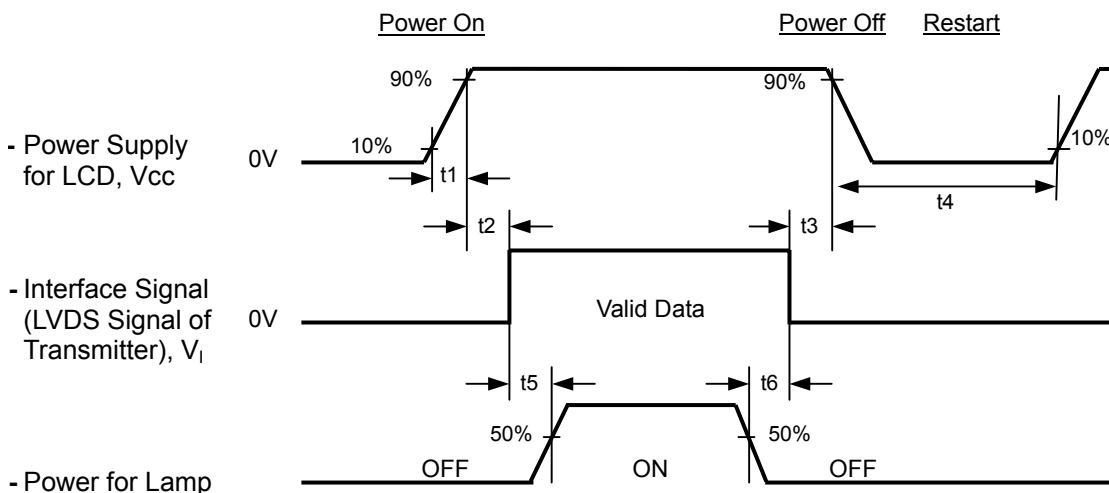 Power On
Power Off
Restart
90%
90%
- Power Supply
for LCD, Vcc
0V
10%
10%
t1
t4
t2
t3
- Interface Signal
(LVDS Signal of
Transmitter), VI
0V
Valid Data
t5
t6
50%
50%
OFF
ON
OFF
- Power for Lamp